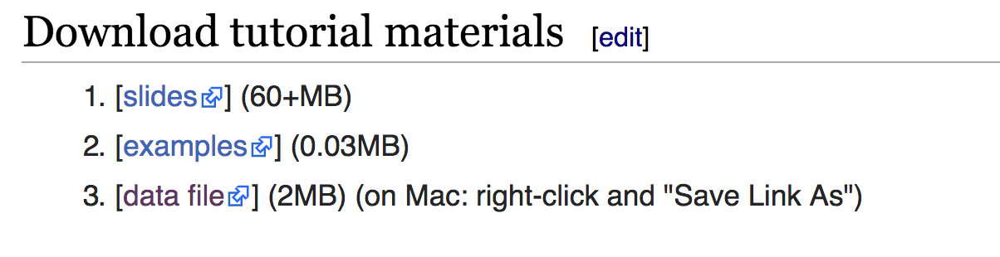 Download tutorial materials [edit]
1. [slides] (60+MB)
2. [examples] (0.03MB)
3. [data file] (2MB) (on Mac: right-click and "Save Link As")